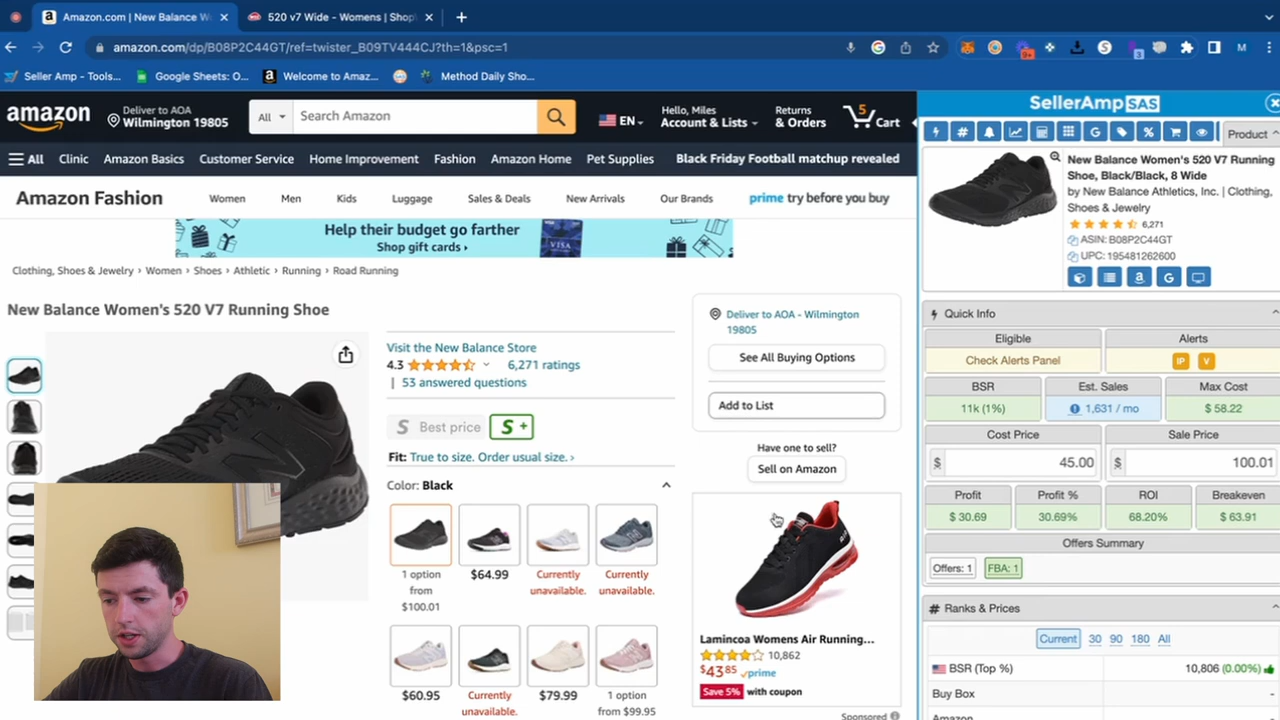 Amazon.com | New Balance W
520 v7 Wide - Womens | Shop
amazon.com/dp/B08P2C44GT/ref=twister_B09TV444CJ?th=1&psc=1
M
9+
3
Seller Amp - Tools...
Google Sheets: O...
Welcome to Amaz...
Method Daily Sho...
amazon
Deliver to AOA
Wilmington 19805
All
Search Amazon
EN
Hello, Miles
Account & Lists
Returns
& Orders
5
Cart
All
Clinic
Amazon Basics
Customer Service
Home Improvement
Fashion
Amazon Home
Pet Supplies
Black Friday Football matchup revealed
Amazon Fashion
Women
Men
Kids
Luggage
Sales & Deals
New Arrivals
Our Brands
prime try before you buy
Help their budget go farther
Shop gift cards ›
VISA
Clothing, Shoes & Jewelry › Women › Shoes › Athletic › Running › Road Running
New Balance Women's 520 V7 Running Shoe
Visit the New Balance Store
4.3
6,271 ratings
| 53 answered questions
S Best price
S +
Fit: True to size. Order usual size. ›
Color: Black
1 option
from
$100.01
$64.99
Currently
unavailable.
Currently
unavailable.
$60.95
Currently
unavailable.
$79.99
1 option
from $99.95
Deliver to AOA - Wilmington
19805
See All Buying Options
Add to List
Have one to sell?
Sell on Amazon
Lamincoa Womens Air Running...
10,862
$43.85 prime
Save 5% with coupon
Sponsored
SellerAmp SAS
Product
New Balance Women's 520 V7 Running
Shoe, Black/Black, 8 Wide
by New Balance Athletics, Inc. | Clothing,
Shoes & Jewelry
6,271
ASIN: B08P2C44GT
UPC: 195481262600
Quick Info
Eligible
Alerts
Check Alerts Panel
IP
V
BSR
Est. Sales
Max Cost
11k (1%)
1,631 / mo
$ 58.22
Cost Price
Sale Price
$ 45.00
$ 100.01
Profit
Profit %
ROI
Breakeven
$ 30.69
30.69%
68.20%
$ 63.91
Offers Summary
Offers: 1
FBA: 1
# Ranks & Prices
Current
30
90
180
All
BSR (Top %)
10,806 (0.00%)
Buy Box
-
Amazon